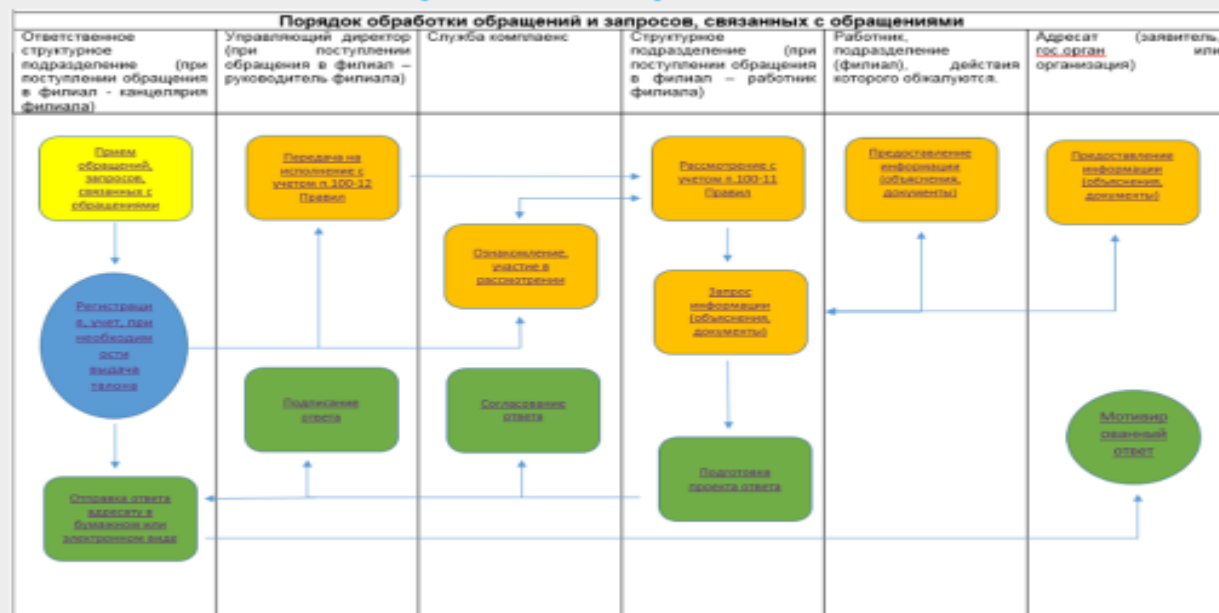 Порядок обработки обращений и запросов, связанных с обращениями
Ответственное
структурное
подразделение (при
поступлении обращения
в филиал - канцелярия
филиала)
Управляющий директор
(при поступлении
обращения в филиал –
руководитель филиала)
Служба комплаенс
Структурное
подразделение (при
поступлении обращения
в филиал – работник
филиала)
Работник,
подразделение
(филиал), действия
которого обжалуются.
Адресат (заявитель,
гос.орган или
организация)
Прием
обращений,
запросов,
связанных с
обращениями
Передача на
исполнение с
учетом п.100-12
Правил
Рассмотрение с
учетом п.100-11
Правил
Предоставление
информации
(объяснения,
документы)
Предоставление
информации
(объяснения,
документы)
Ознакомление,
участие в
рассмотрении
Запрос
информации
(объяснения,
документы)
Регистраци
я, учет, при
необходим
ости
выдача
талона
Подписание
ответа
Согласование
ответа
Мотивир
ованный
ответ
Подготовка
проекта ответа
Отправка ответа
адресату в
бумажном или
электронном виде